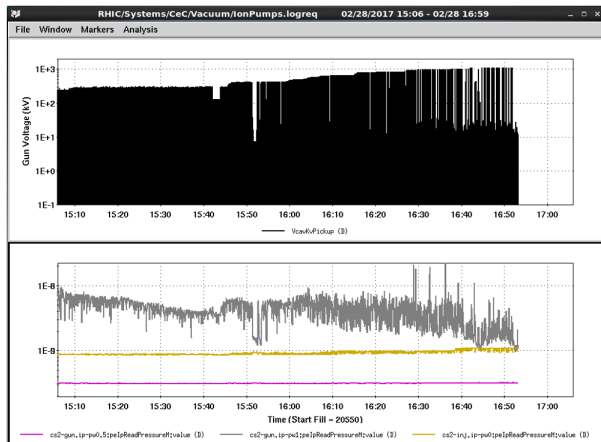 RHIC/Systems/CeC/Vacuum/IonPumps.logreq 02/28/2017 15:06 - 02/28 16:59
File Window Markers Analysis
Gun Voltage (kV)
1E+3
1E+2
1E+1
1E+0
1E-1
15:10 15:20 15:30 15:40 15:50 16:00 16:10 16:20 16:30 16:40 16:50 17:00
VcavKvPickup (D)
1E-8
1E-9
15:10 15:20 15:30 15:40 15:50 16:00 16:10 16:20 16:30 16:40 16:50 17:00
Time (Start Fill = 20550)
cs2-gun,ip-pw0,5:peIpReadPressureM:value (D) cs2-gun,ip-pw1:peIpReadPressureM:value (D) cs2-inj,ip-pw0:peIpReadPressureM:value (D)